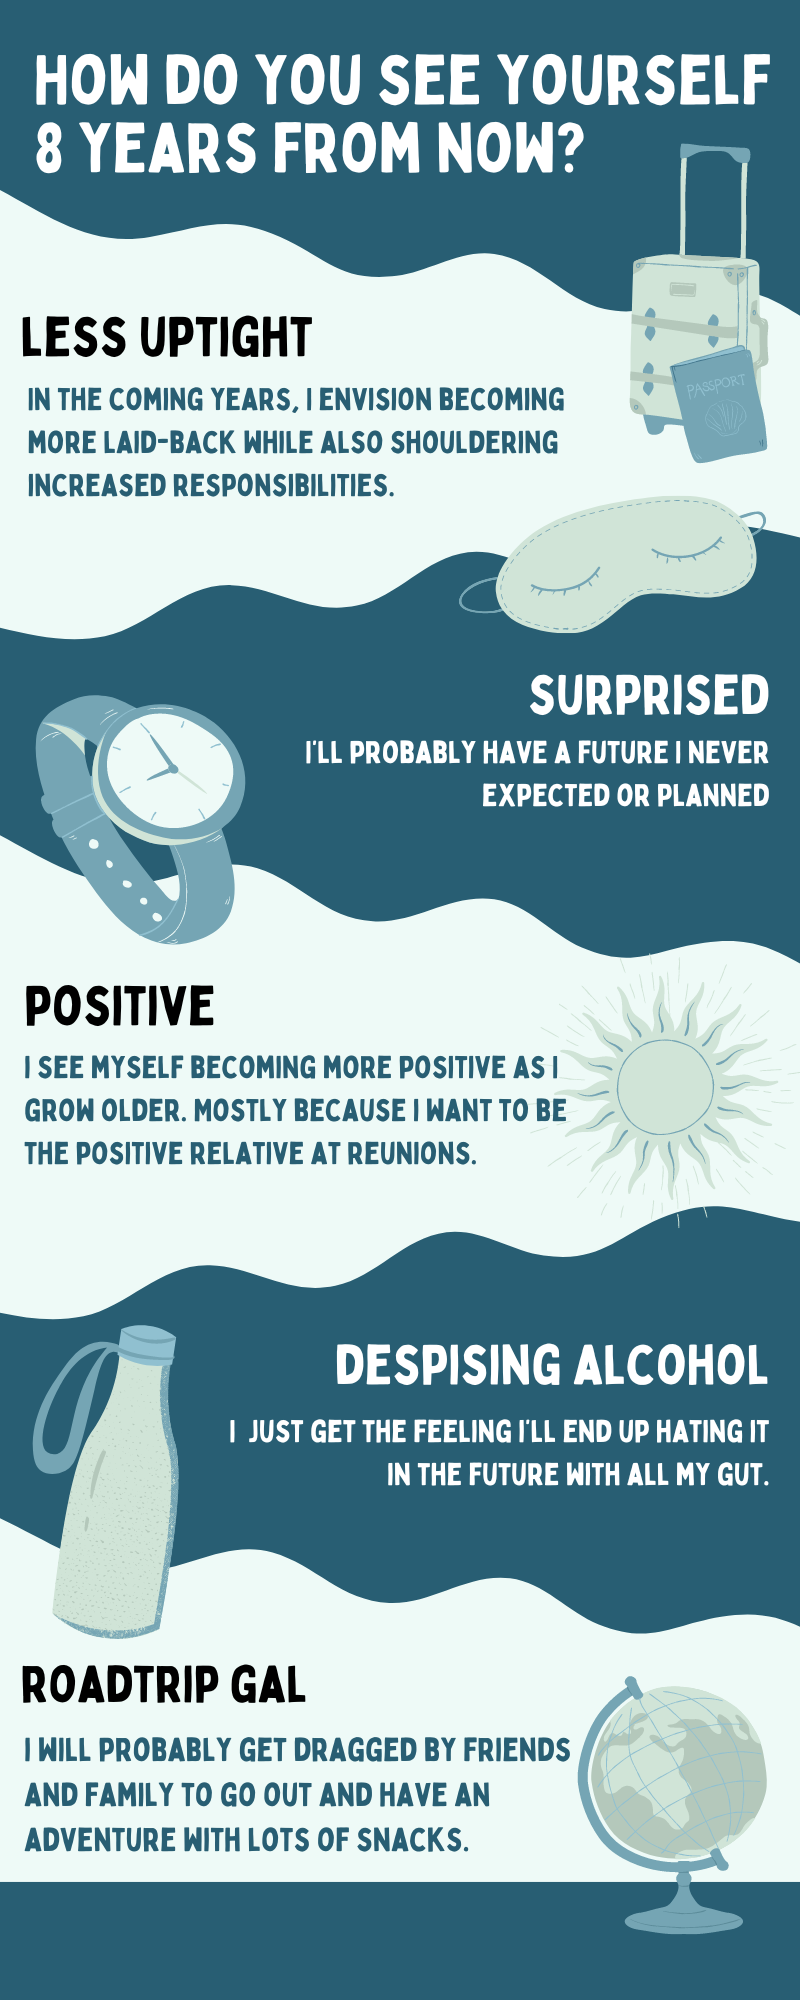 HOW DO YOU SEE YOURSELF
8 YEARS FROM NOW?
LESS UPTIGHT
IN THE COMING YEARS, I ENVISION BECOMING
MORE LAID-BACK WHILE ALSO SHOULDERING
INCREASED RESPONSIBILITIES.
PASSPORT
SURPRISED
I'LL PROBABLY HAVE A FUTURE I NEVER
EXPECTED OR PLANNED
POSITIVE
I SEE MYSELF BECOMING MORE POSITIVE AS I
GROW OLDER. MOSTLY BECAUSE I WANT TO BE
THE POSITIVE RELATIVE AT REUNIONS.
DESPISING ALCOHOL
I JUST GET THE FEELING I'LL END UP HATING IT
IN THE FUTURE WITH ALL MY GUT.
ROADTRIP GAL
I WILL PROBABLY GET DRAGGED BY FRIENDS
AND FAMILY TO GO OUT AND HAVE AN
ADVENTURE WITH LOTS OF SNACKS.